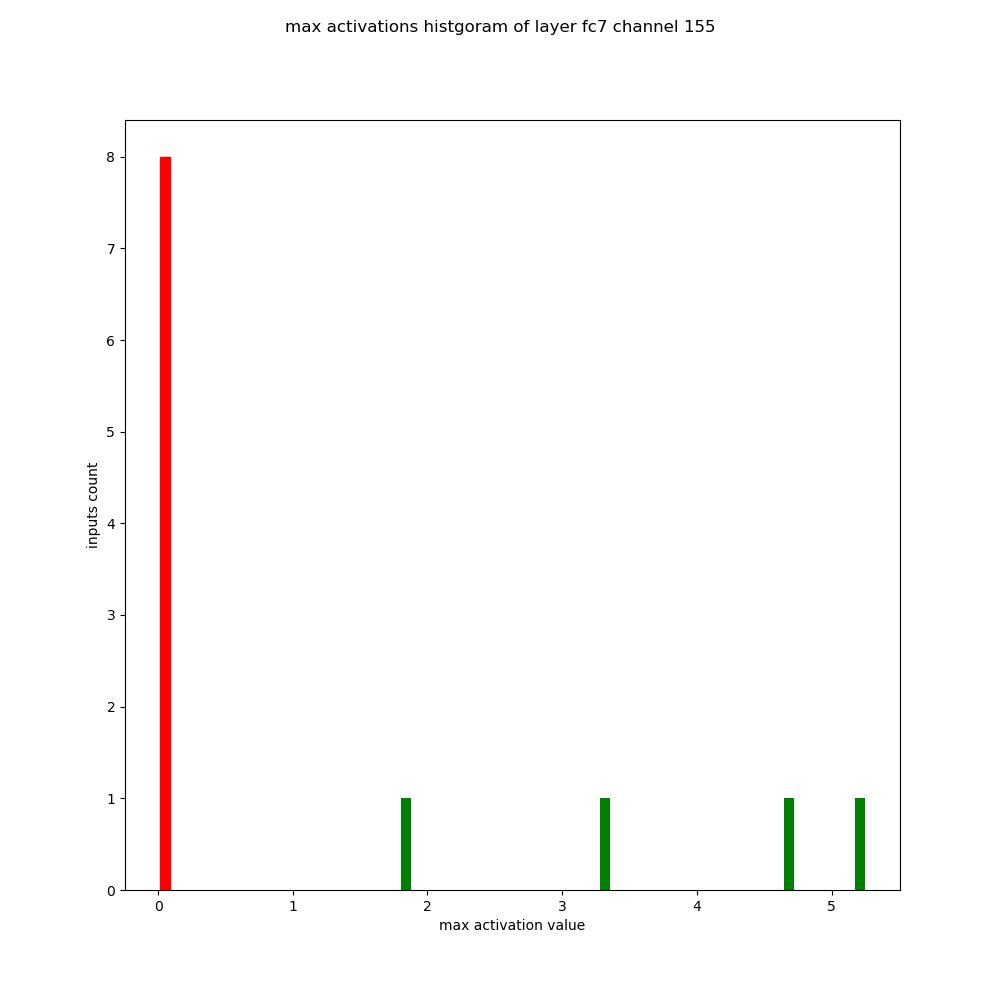 max activations histgoram of layer fc7 channel 155
8
7
6
5
4
3
2
1
0
inputs count
0 1 2 3 4 5
max activation value